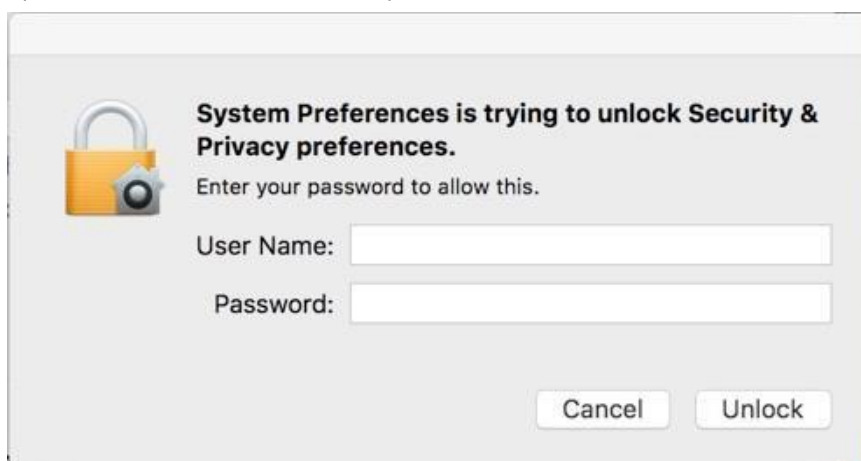 System Preferences is trying to unlock Security &
Privacy preferences.
Enter your password to allow this.
User Name:
Password:
Cancel
Unlock